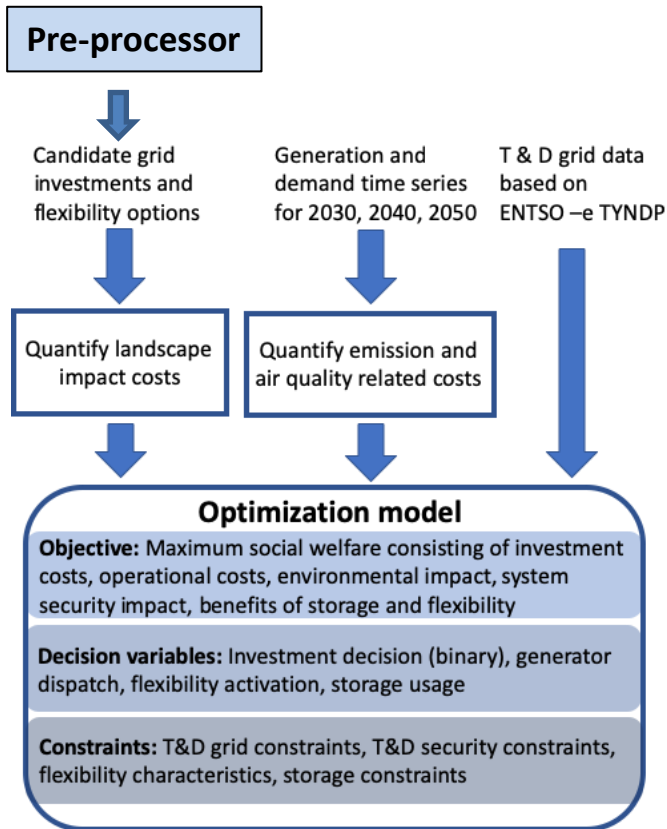 Pre-processor
Candidate grid
investments and
flexibility options
Generation and
demand time series
for 2030, 2040, 2050
T & D grid data
based on
ENTSO –e TYNDP
Quantify landscape
impact costs
Quantify emission and
air quality related costs
Optimization model
Objective: Maximum social welfare consisting of investment
costs, operational costs, environmental impact, system
security impact, benefits of storage and flexibility
Decision variables: Investment decision (binary), generator
dispatch, flexibility activation, storage usage
Constraints: T&D grid constraints, T&D security constraints,
flexibility characteristics, storage constraints